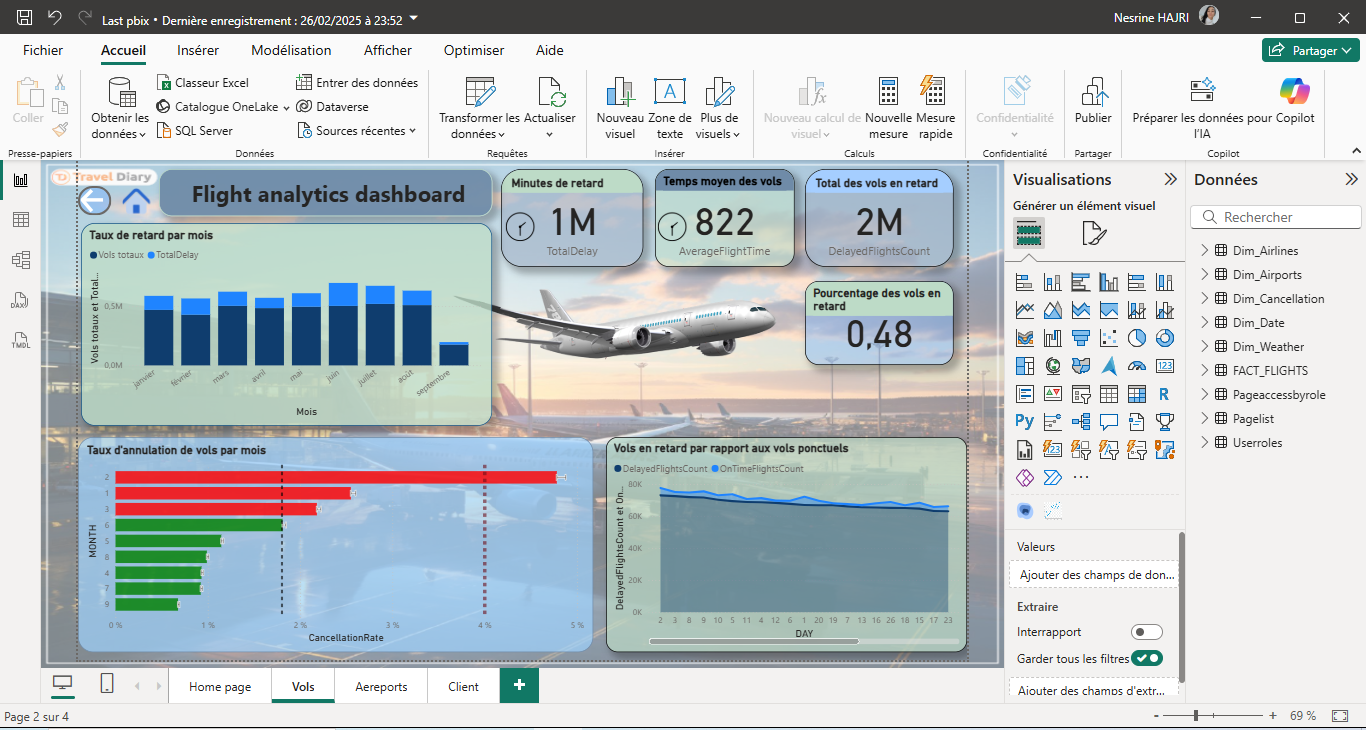 Last pbix • Dernière enregistrement : 26/02/2025 à 23:52
Nesrine HAJRI
Fichier
Accueil
Insérer
Modélisation
Afficher
Optimiser
Aide
Partager
Coller
Presse-papiers
Obtenir les données
Classeur Excel
Catalogue OneLake
SQL Server
Entrer des données
Dataverse
Sources récentes
Données
Transformer les données
Actualiser
Requêtes
Nouveau visuel
Zone de texte
Plus de visuels
Insérer
Nouveau calcul de visuel
Nouvelle mesure
Mesure rapide
Calculs
Confidentialité
Confidentialité
Publier
Partager
Préparer les données pour l'IA
Copilot
Copilot
DAX
TMDL
TD Travel Diary
Flight analytics dashboard
Minutes de retard
1M
TotalDelay
Temps moyen des vols
822
AverageFlightTime
Total des vols en retard
2M
DelayedFlightsCount
Pourcentage des vols en retard
0,48
Taux de retard par mois
Vols totaux
TotalDelay
Vols totaux et Total...
0,5M
0,0M
janvier
février
mars
avril
mai
juin
juillet
août
septembre
Mois
Taux d'annulation de vols par mois
MONTH
2
1
3
6
5
8
4
7
9
0 %
1 %
2 %
3 %
4 %
5 %
CancellationRate
Vols en retard par rapport aux vols ponctuels
DelayedFlightsCount
OnTimeFlightsCount
DelayedFlightsCount et On...
80K
60K
40K
20K
0K
2 3 8 9 10 5 11 4 12 6 1 20 19 7 13 14 16 18 15 17 23
DAY
Visualisations
Générer un élément visuel
123
R
Py
123
Valeurs
Ajouter des champs de don...
Extraire
Interrapport
Garder tous les filtres
Ajouter des champs d'extr...
Données
Rechercher
Dim_Airlines
Dim_Airports
Dim_Cancellation
Dim_Date
Dim_Weather
FACT_FLIGHTS
Pageaccessbyrole
Pagelist
Userroles
Home page
Vols
Aereports
Client
Page 2 sur 4
69 %